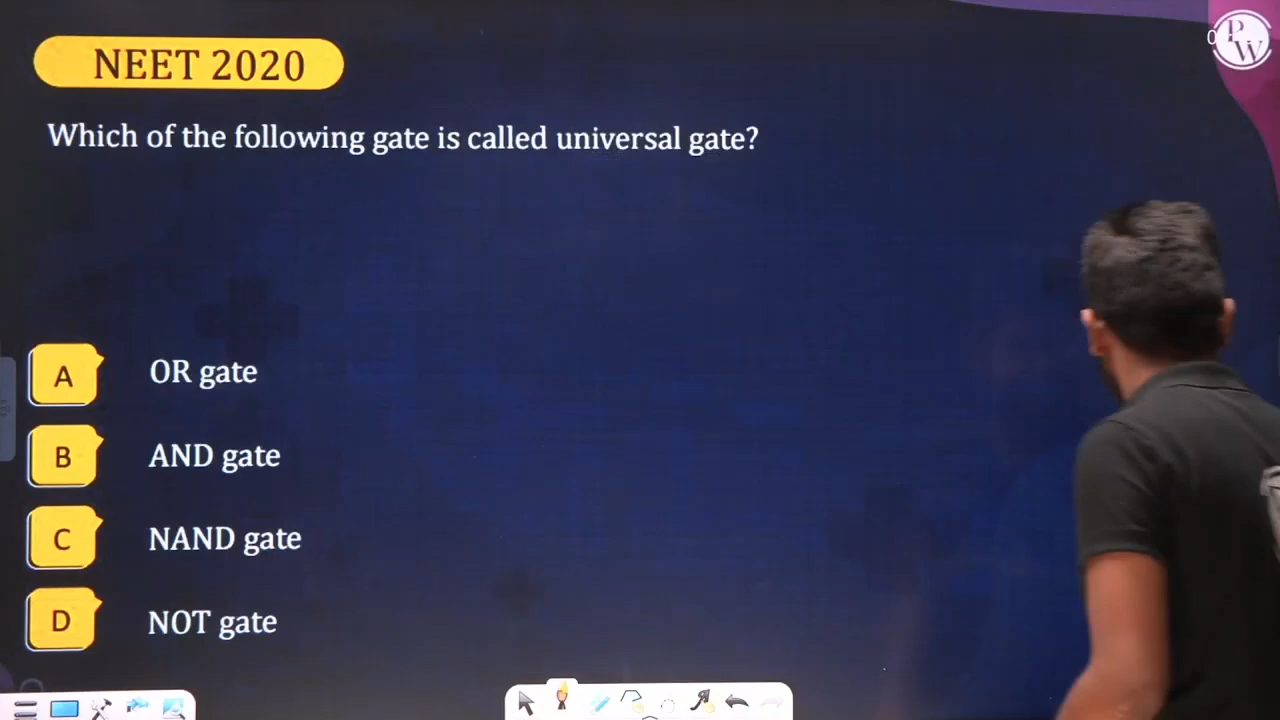 NEET 2020
PW
Which of the following gate is called universal gate?
A OR gate
B AND gate
C NAND gate
D NOT gate